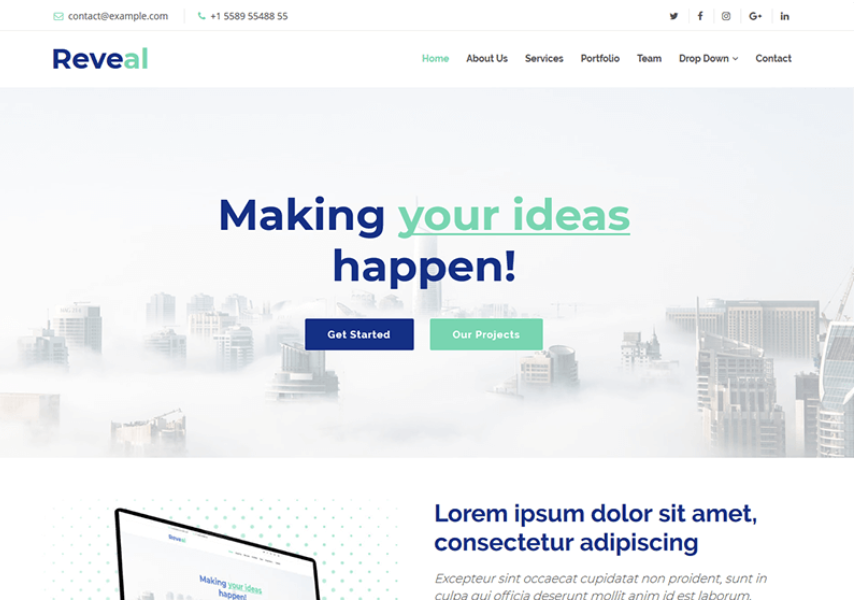 contact@example.com +1 5589 55488 55
Reveal Home About Us Services Portfolio Team Drop Down Contact
Making your ideas
happen!
Get Started Our Projects
Lorem ipsum dolor sit amet,
consectetur adipiscing
Excepteur sint occaecat cupidatat non proident, sunt in
culpa qui officia deserunt mollit anim id est laborum.
Reveal
Making your ideas
happen!